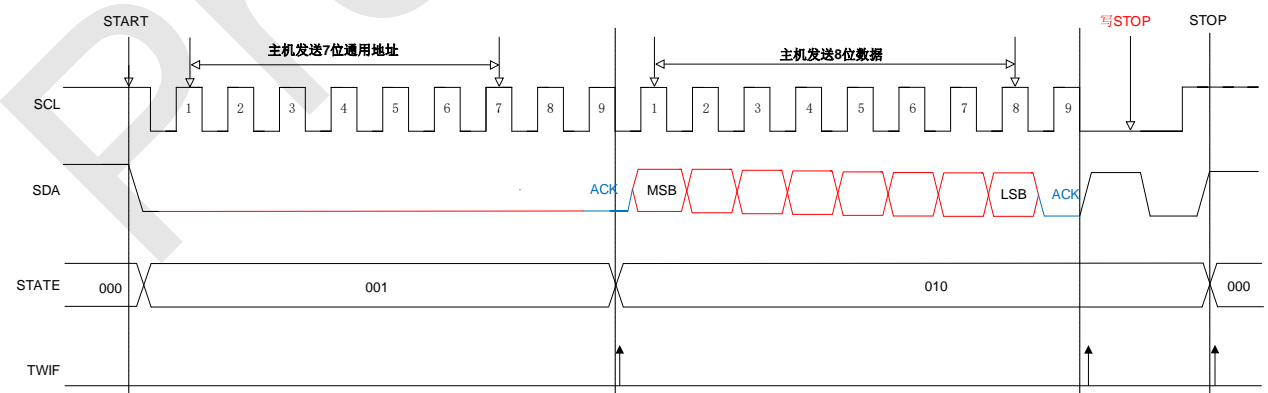 START
写STOP
STOP
主机发送7位通用地址
主机发送8位数据
SCL
1 2 3 4 5 6 7 8 9 1 2 3 4 5 6 7 8 9
SDA
ACK
MSB
LSB
ACK
STATE
000
001
010
000
TWIF